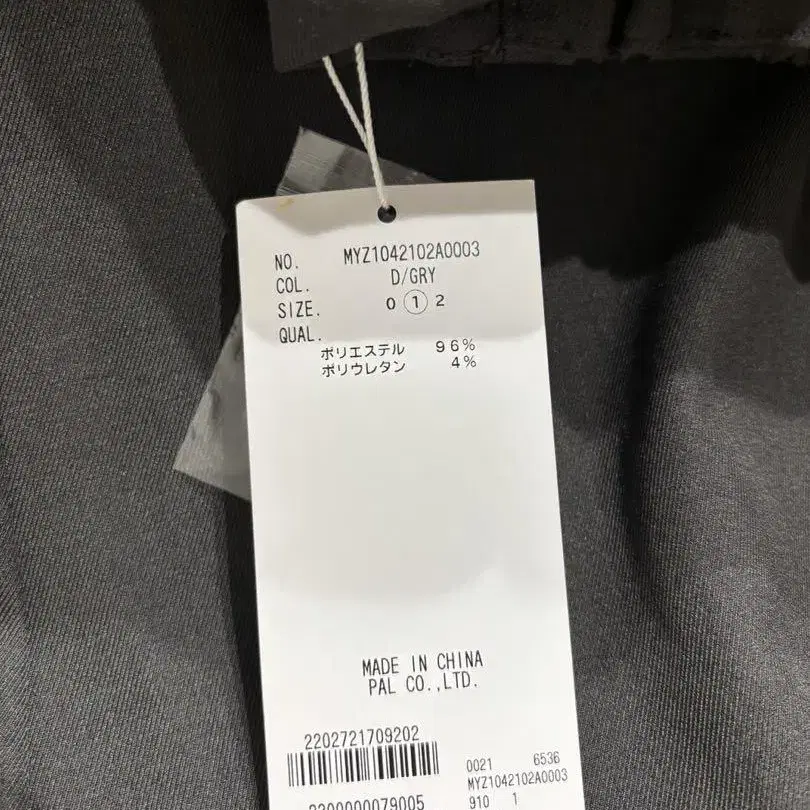 NO. MYZ1042102A0003
COL. D/GRY
SIZE. 0 ① 2
QUAL.
ポリエステル 96%
ポリウレタン 4%
MADE IN CHINA
PAL CO.,LTD.
2202721709202
0021 6536
MYZ1042102A0003
2200000079005
910 1